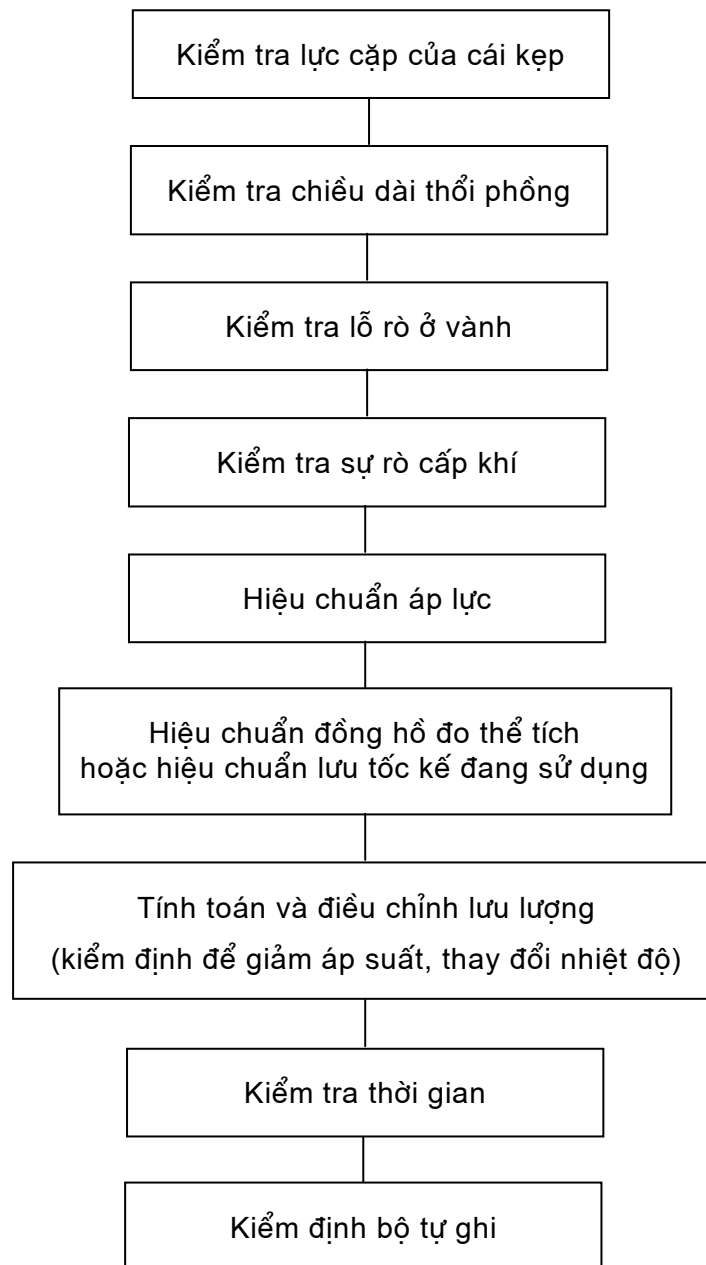 Kiểm tra lực cặp của cái kẹp
Kiểm tra chiều dài thổi phồng
Kiểm tra lỗ rò ở vành
Kiểm tra sự rò cấp khí
Hiệu chuẩn áp lực
Hiệu chuẩn đồng hồ đo thể tích
hoặc hiệu chuẩn lưu tốc kế đang sử dụng
Tính toán và điều chỉnh lưu lượng
(kiểm định để giảm áp suất, thay đổi nhiệt độ)
Kiểm tra thời gian
Kiểm định bộ tự ghi